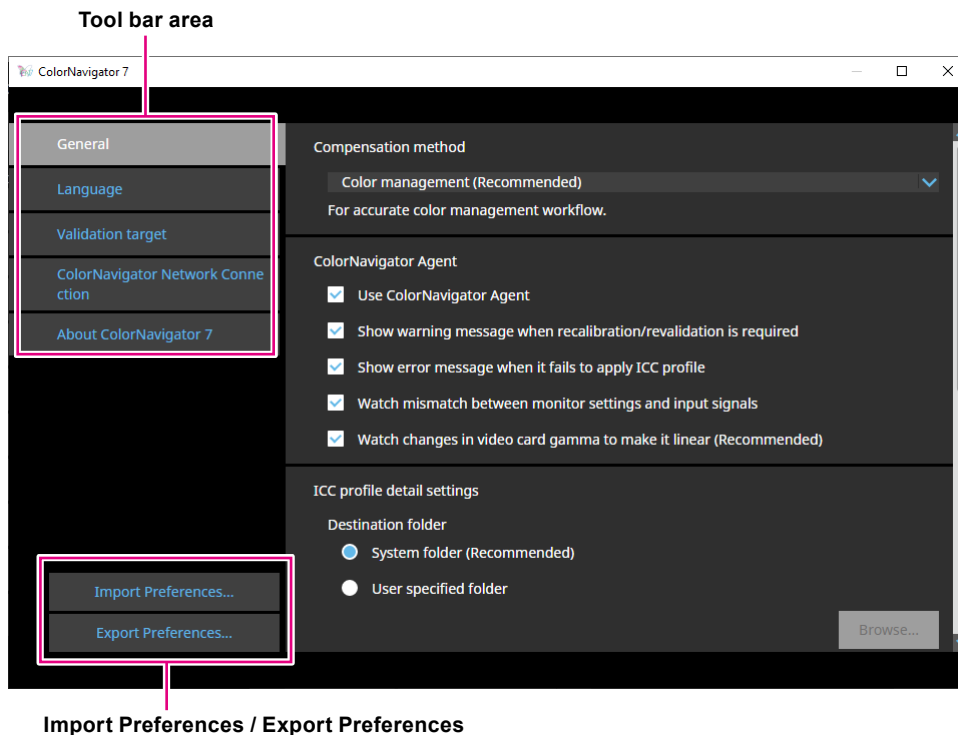 Tool bar area
ColorNavigator 7
General
Language
Validation target
ColorNavigator Network Conne
ction
About ColorNavigator 7
Import Preferences...
Export Preferences...
Compensation method
Color management (Recommended)
For accurate color management workflow.
ColorNavigator Agent
Use ColorNavigator Agent
Show warning message when recalibration/revalidation is required
Show error message when it fails to apply ICC profile
Watch mismatch between monitor settings and input signals
Watch changes in video card gamma to make it linear (Recommended)
ICC profile detail settings
Destination folder
System folder (Recommended)
User specified folder
Browse...
Import Preferences / Export Preferences